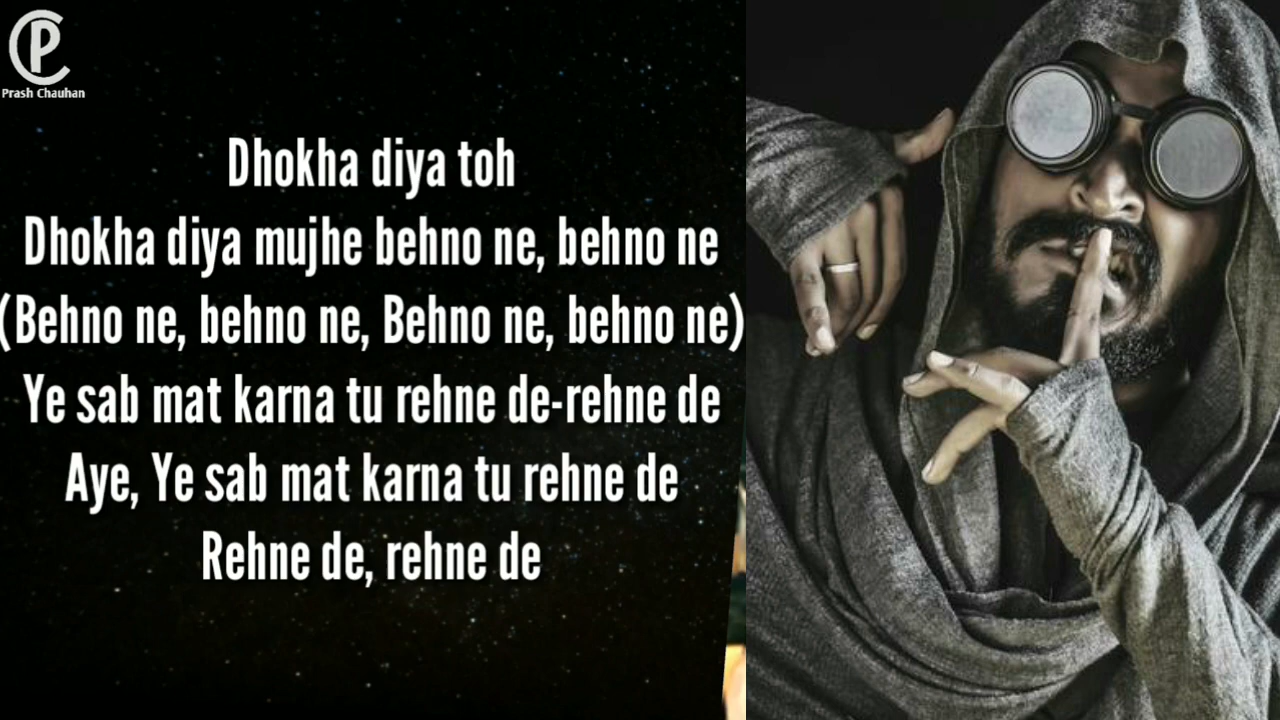 CP
Prash Chauhan
Dhokha diya toh
Dhokha diya mujhe behno ne, behno ne
(Behno ne, behno ne, Behno ne, behno ne)
Ye sab mat karna tu rehne de-rehne de
Aye, Ye sab mat karna tu rehne de
Rehne de, rehne de